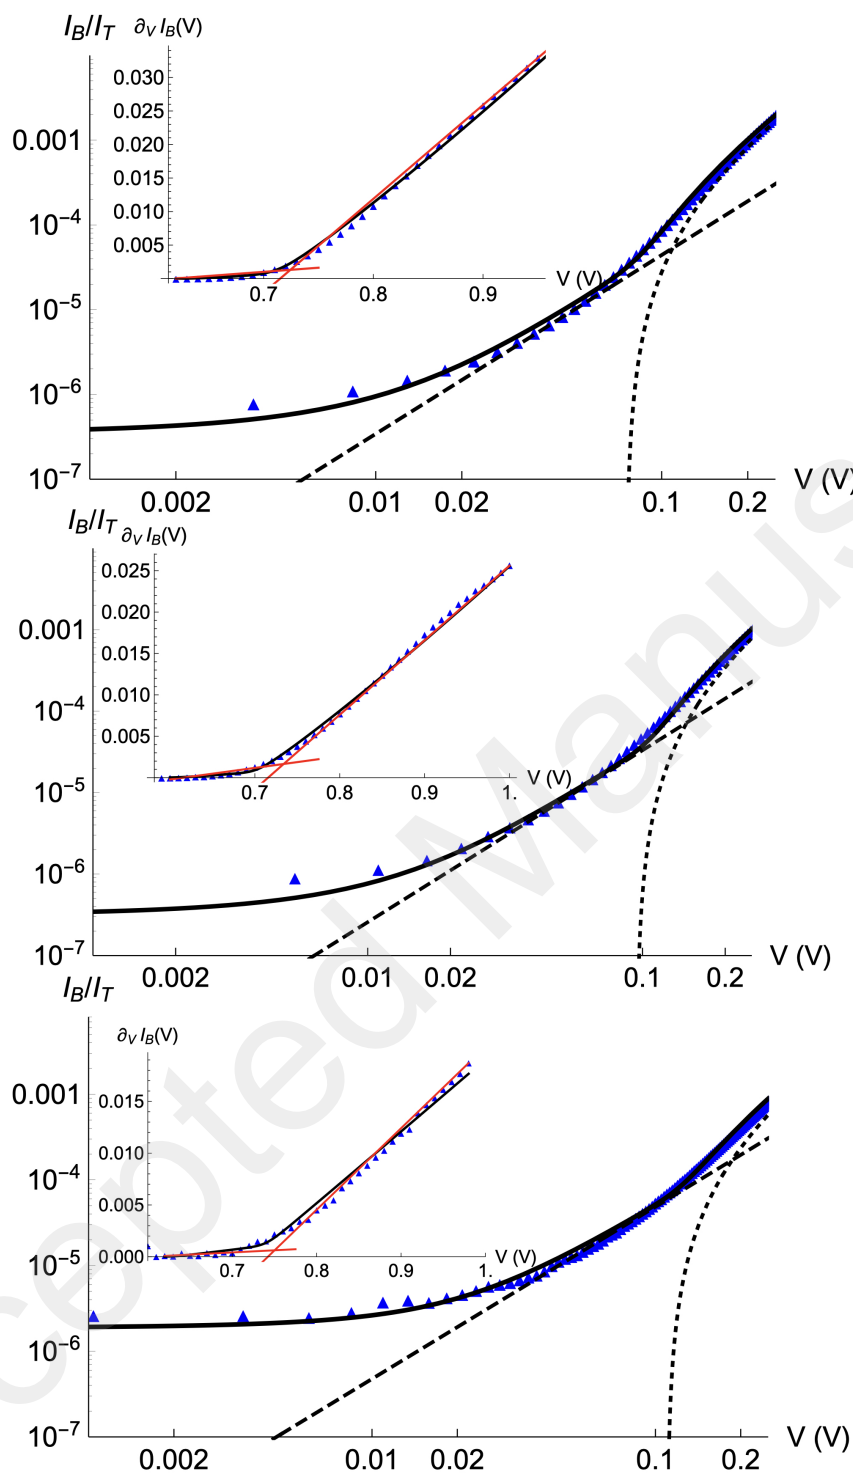 I_B/I_T ∂_V I_B(V)
0.030
0.025
0.020
0.015
0.010
0.005
0.7 0.8 0.9 V (V)
0.001
10⁻⁴
10⁻⁵
10⁻⁶
10⁻⁷
0.002 0.01 0.02 0.1 0.2 V (V)
I_B/I_T ∂_V I_B(V)
0.025
0.020
0.015
0.010
0.005
0.7 0.8 0.9 1. V (V)
0.001
10⁻⁴
10⁻⁵
10⁻⁶
10⁻⁷
0.002 0.01 0.02 0.1 0.2 V (V)
I_B/I_T
∂_V I_B(V)
0.015
0.010
0.005
0.000
0.7 0.8 0.9 1. V (V)
0.001
10⁻⁴
10⁻⁵
10⁻⁶
10⁻⁷
0.002 0.01 0.02 0.1 0.2 V (V)
cepted Manus